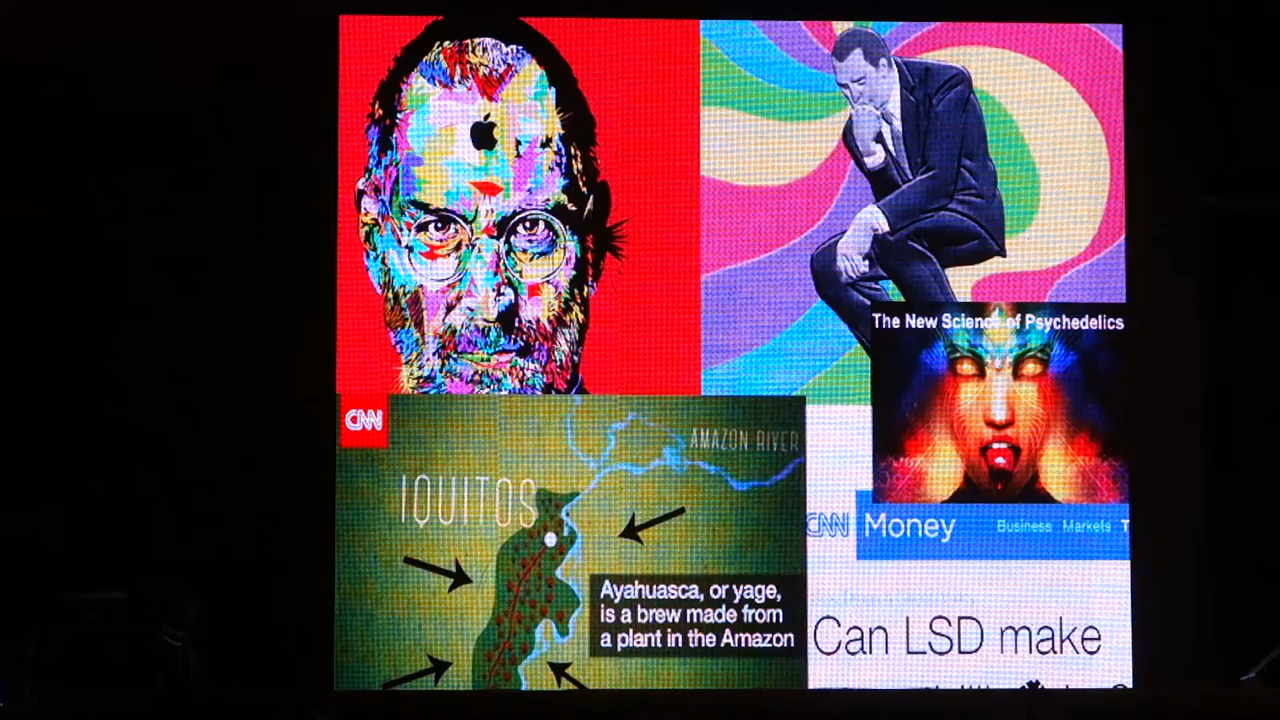 The New Science of Psychedelics
CNN
AMAZON RIVER
IQUITOS
Ayahuasca, or yage,
is a brew made from
a plant in the Amazon
CNN Money
Business Markets T
Can LSD make